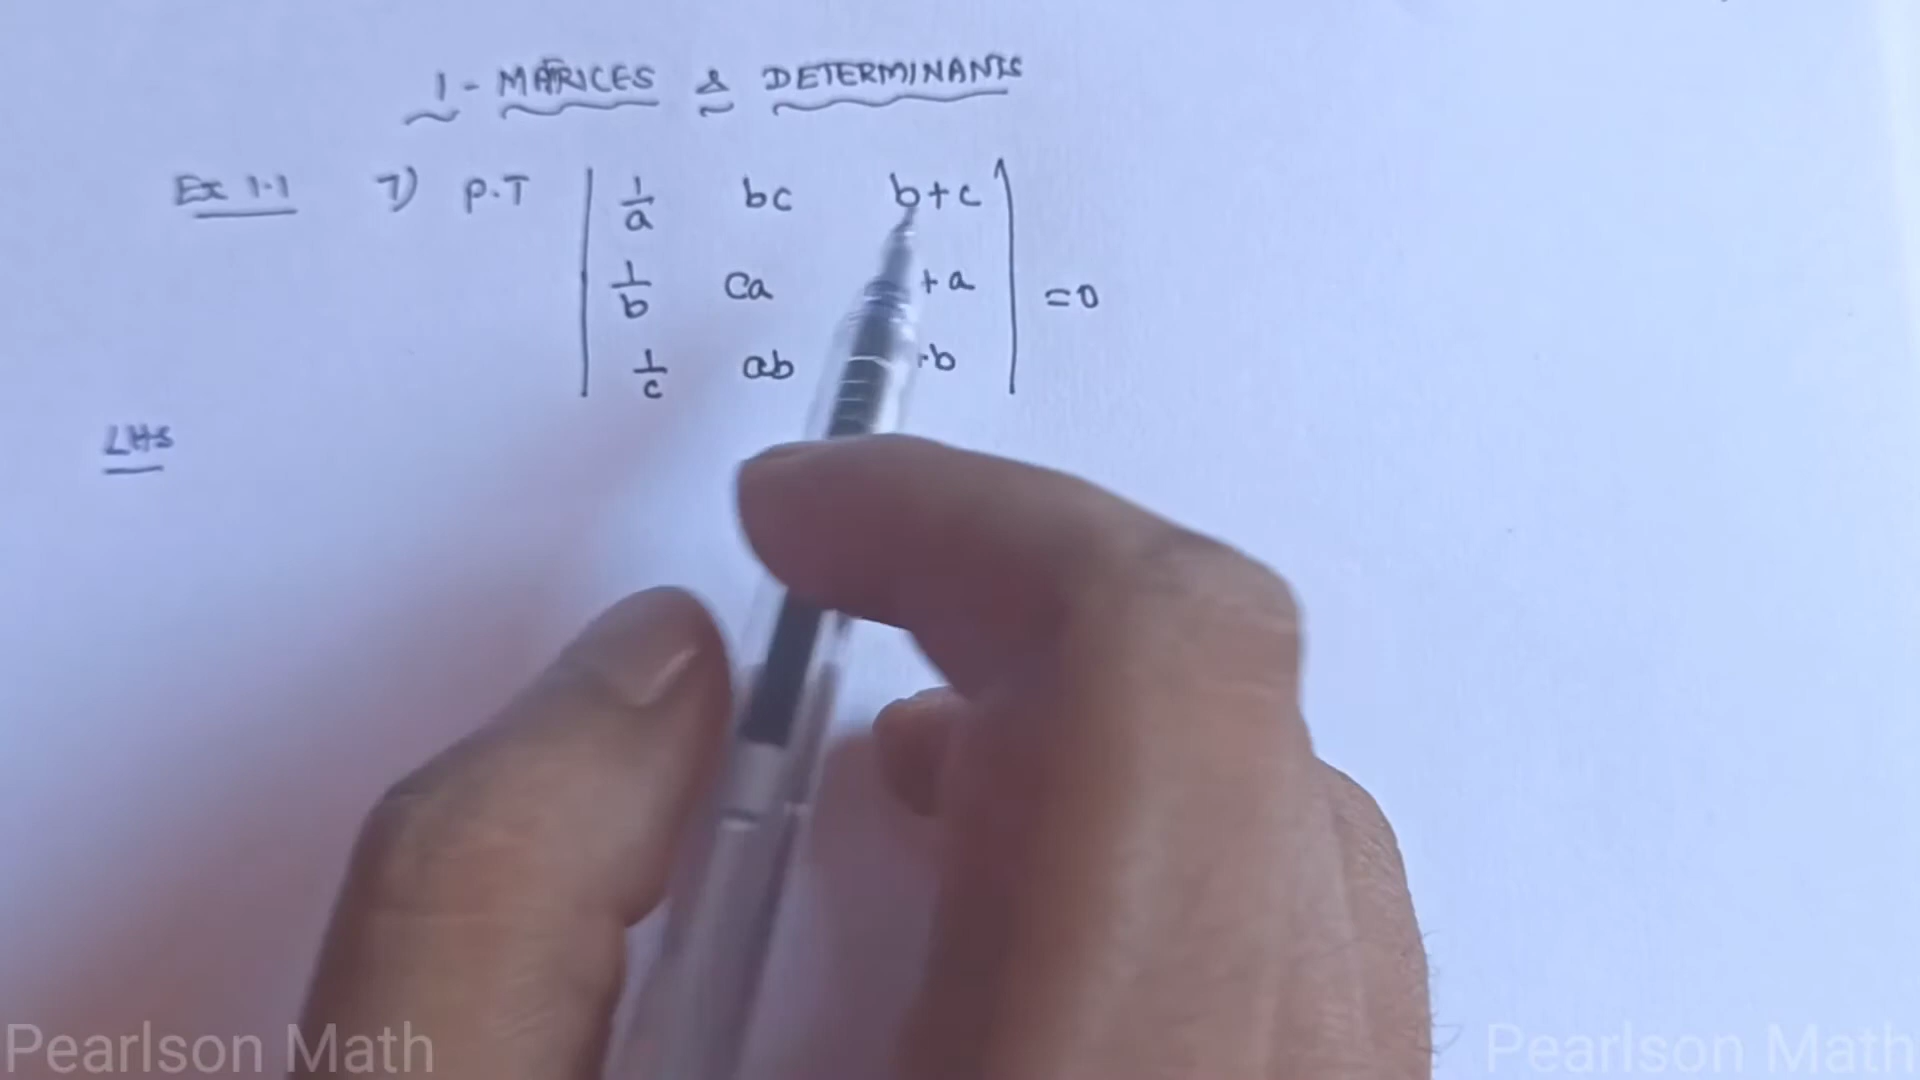 1 - MATRICES & DETERMINANTS
Ex 1.1 7) P.T | 1/a bc b+c |
| 1/b ca +a | =0
| 1/c ab +b |
LHS
Pearlson Math Pearlson Math